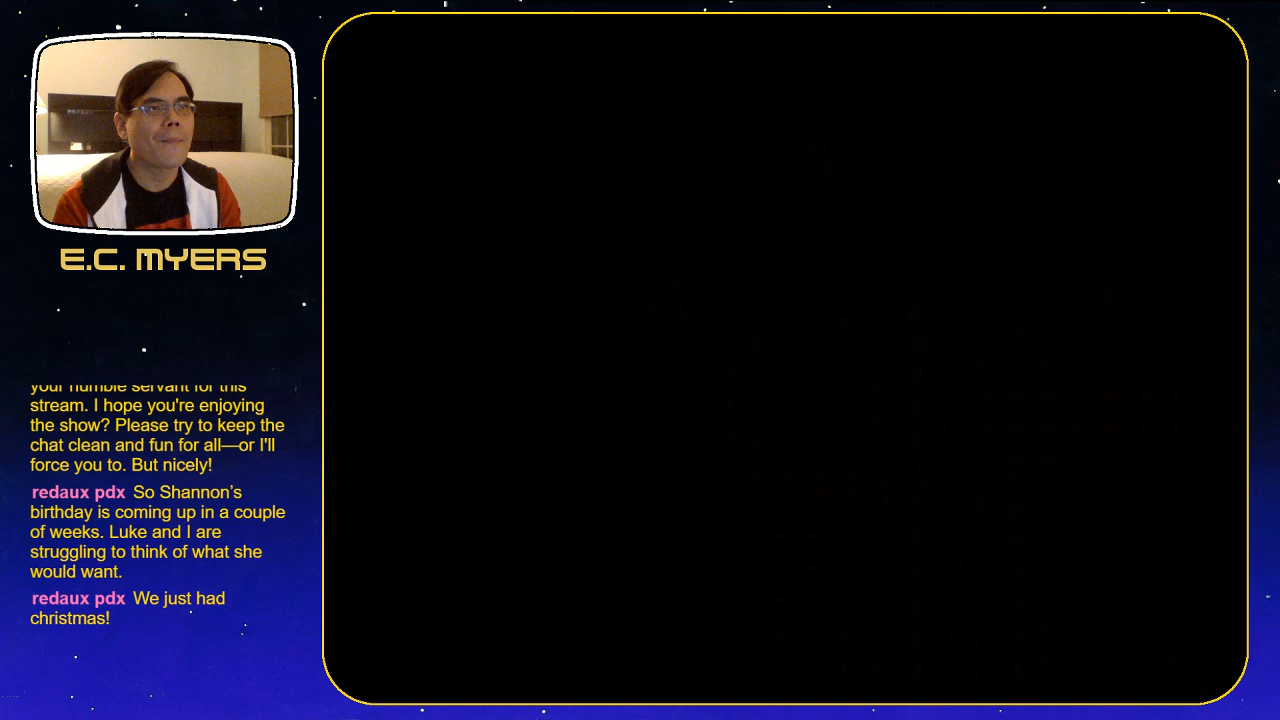 E.C. MYERS
your humble servant for this
stream. I hope you're enjoying
the show? Please try to keep the
chat clean and fun for all—or I'll
force you to. But nicely!
redaux pdx So Shannon’s
birthday is coming up in a couple
of weeks. Luke and I are
struggling to think of what she
would want.
redaux pdx We just had
christmas!